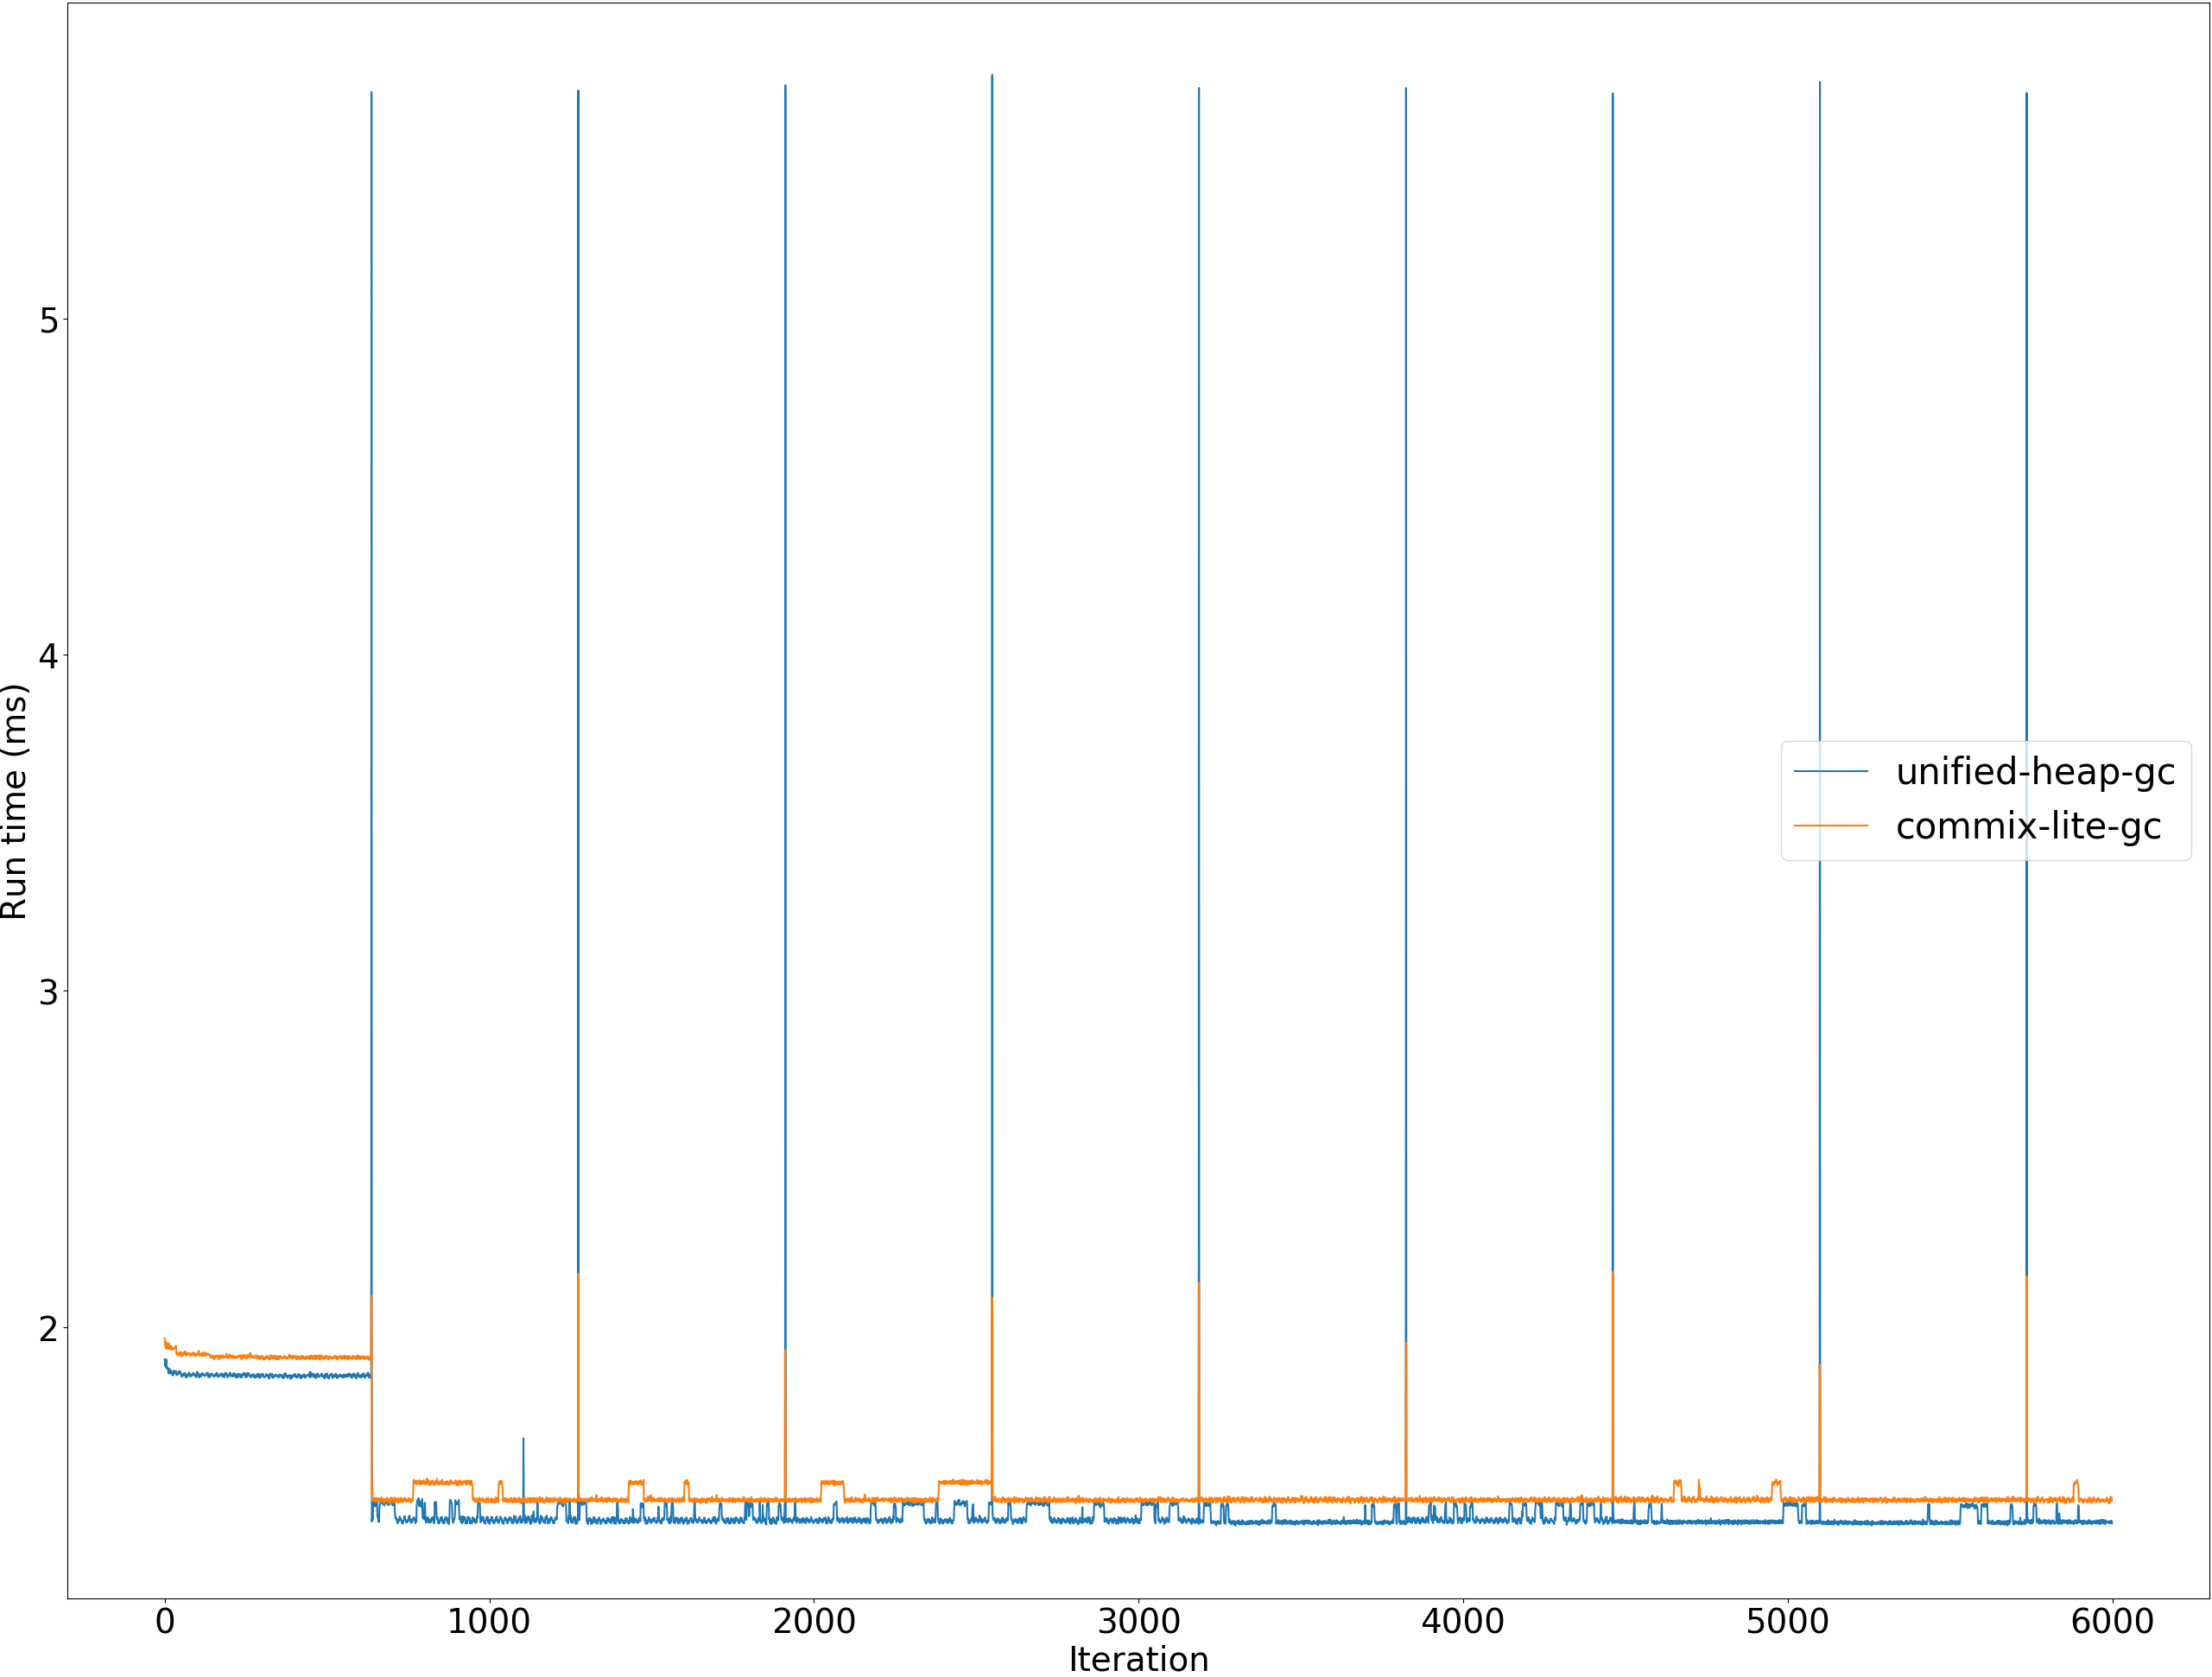 5
4
3
2
Run time (ms)
unified-heap-gc
commix-lite-gc
0 1000 2000 3000 4000 5000 6000
Iteration